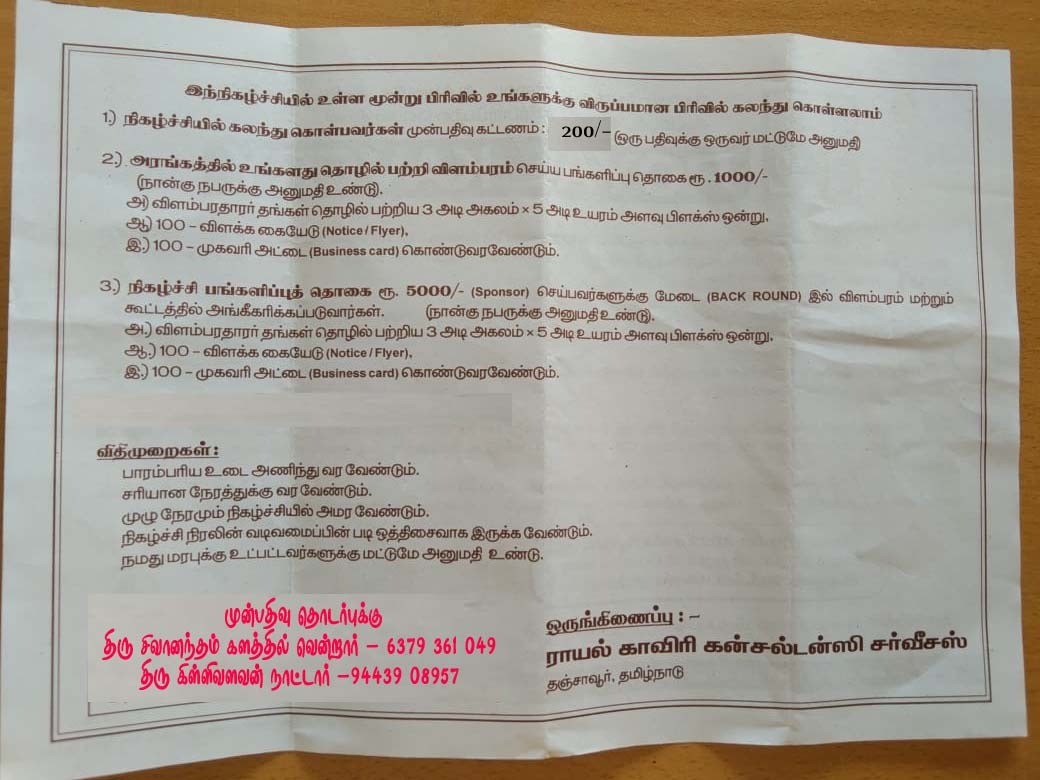 இந்நிகழ்ச்சியில் உள்ள மூன்று பிரிவில் உங்களுக்கு விருப்பமான பிரிவில் கலந்து கொள்ளலாம்
1.) நிகழ்ச்சியில் கலந்து கொள்பவர்கள் முன்பதிவு கட்டணம் : 200/- (ஒரு பதிவுக்கு ஒருவர் மட்டுமே அனுமதி)
2.) அரங்கத்தில் உங்களது தொழில் பற்றி விளம்பரம் செய்ய பங்களிப்பு தொகை ரூ . 1000/-
(நான்கு நபருக்கு அனுமதி உண்டு).
அ) விளம்பரதாரர் தங்கள் தொழில் பற்றிய 3 அடி அகலம் × 5 அடி உயரம் அளவு பிளக்ஸ் ஒன்று,
ஆ) 100 - விளக்க கையேடு (Notice / Flyer),
இ.) 100 - முகவரி அட்டை (Business card) கொண்டுவரவேண்டும்.
3.) நிகழ்ச்சி பங்களிப்புத் தொகை ரூ. 5000/- (Sponsor) செய்பவர்களுக்கு மேடை (BACK ROUND) இல் விளம்பரம் மற்றும்
கூட்டத்தில் அங்கீகரிக்கப்படுவார்கள். (நான்கு நபருக்கு அனுமதி உண்டு).
அ.) விளம்பரதாரர் தங்கள் தொழில் பற்றிய 3 அடி அகலம் × 5 அடி உயரம் அளவு பிளக்ஸ் ஒன்று,
ஆ.) 100 - விளக்க கையேடு (Notice / Flyer),
இ.) 100 - முகவரி அட்டை (Business card) கொண்டுவரவேண்டும்.
விதிமுறைகள் :
பாரம்பரிய உடை அணிந்து வர வேண்டும்.
சரியான நேரத்துக்கு வர வேண்டும்.
முழு நேரமும் நிகழ்ச்சியில் அமர வேண்டும்.
நிகழ்ச்சி நிரலின் வடிவமைப்பின் படி ஒத்திசைவாக இருக்க வேண்டும்.
நமது மரபுக்கு உட்பட்டவர்களுக்கு மட்டுமே அனுமதி உண்டு.
முன்பதிவு தொடர்புக்கு
திரு சிவானந்தம் களத்தில் வென்றார் – 6379 361 049
திரு கிள்ளிவளவன் நாட்டார் –94439 08957
ஒருங்கிணைப்பு : –
ராயல் காவிரி கன்சல்டன்ஸி சர்வீசஸ்
தஞ்சாவூர், தமிழ்நாடு